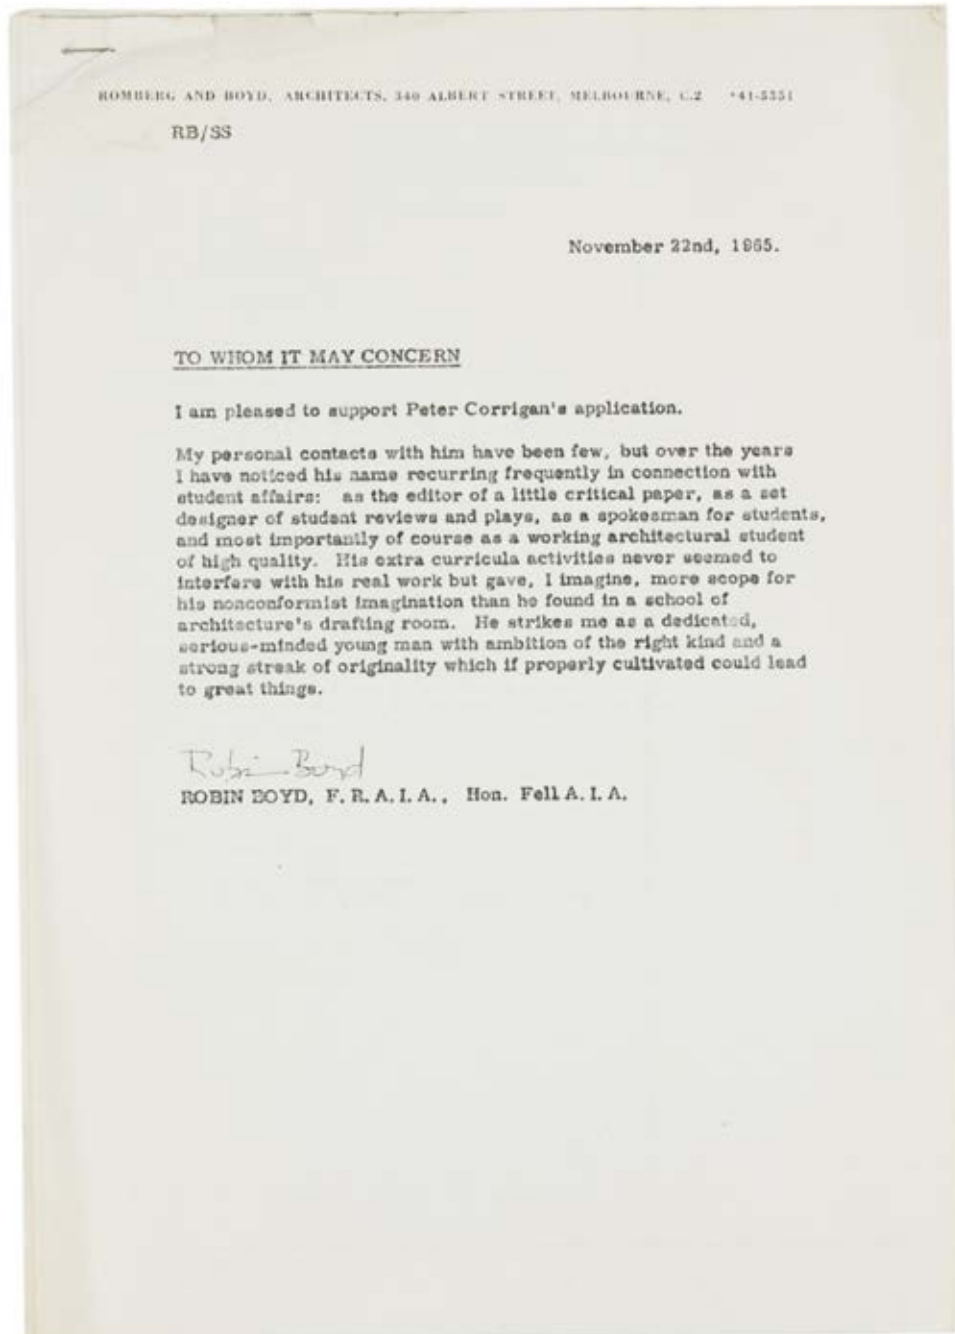 ROMBERG AND BOYD, ARCHITECTS, 340 ALBERT STREET, MELBOURNE, C.2 *41-5351
RB/SS
November 22nd, 1965.
TO WHOM IT MAY CONCERN
I am pleased to support Peter Corrigan's application.
My personal contacts with him have been few, but over the years
I have noticed his name recurring frequently in connection with
student affairs: as the editor of a little critical paper, as a set
designer of student reviews and plays, as a spokesman for students,
and most importantly of course as a working architectural student
of high quality. His extra curricula activities never seemed to
interfere with his real work but gave, I imagine, more scope for
his nonconformist imagination than he found in a school of
architecture's drafting room. He strikes me as a dedicated,
serious-minded young man with ambition of the right kind and a
strong streak of originality which if properly cultivated could lead
to great things.
Robin Boyd
ROBIN BOYD, F.R.A.I.A., Hon. Fell A.I.A.